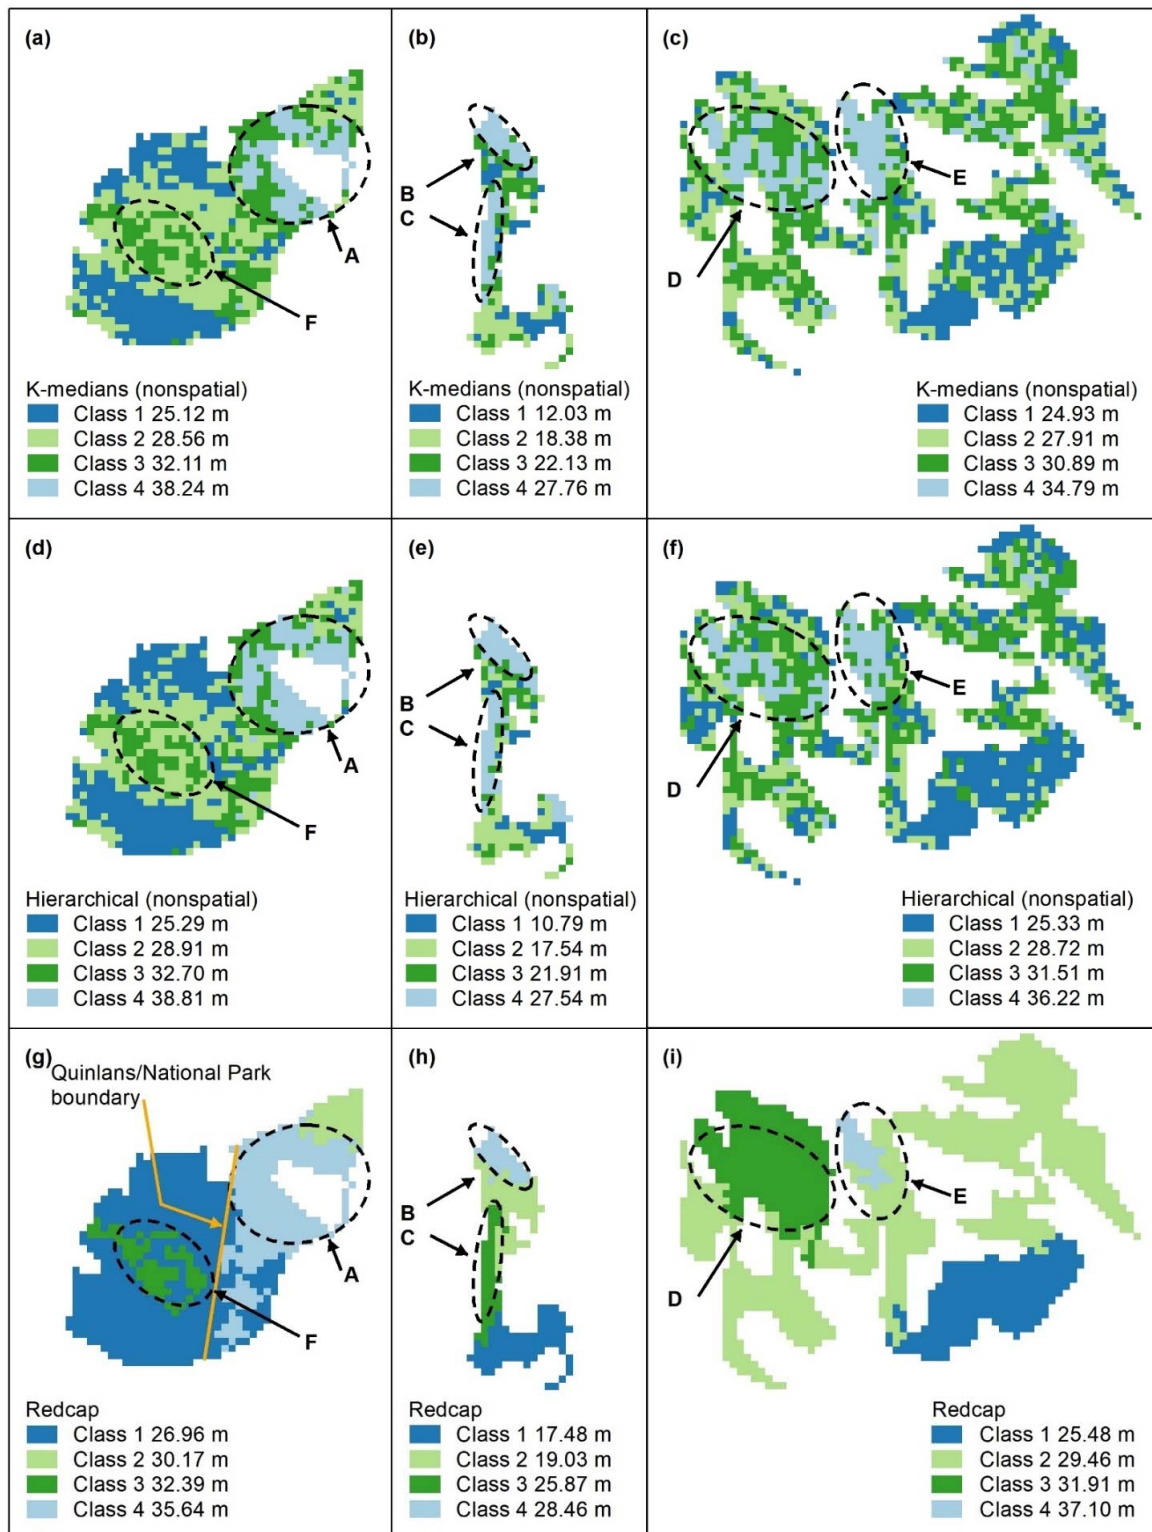 (a)
A
F
K-medians (nonspatial)
Class 1 25.12 m
Class 2 28.56 m
Class 3 32.11 m
Class 4 38.24 m
(b)
B
C
K-medians (nonspatial)
Class 1 12.03 m
Class 2 18.38 m
Class 3 22.13 m
Class 4 27.76 m
(c)
E
D
K-medians (nonspatial)
Class 1 24.93 m
Class 2 27.91 m
Class 3 30.89 m
Class 4 34.79 m
(d)
A
F
Hierarchical (nonspatial)
Class 1 25.29 m
Class 2 28.91 m
Class 3 32.70 m
Class 4 38.81 m
(e)
B
C
Hierarchical (nonspatial)
Class 1 10.79 m
Class 2 17.54 m
Class 3 21.91 m
Class 4 27.54 m
(f)
E
D
Hierarchical (nonspatial)
Class 1 25.33 m
Class 2 28.72 m
Class 3 31.51 m
Class 4 36.22 m
(g)
Quinlans/National Park
boundary
A
F
Redcap
Class 1 26.96 m
Class 2 30.17 m
Class 3 32.39 m
Class 4 35.64 m
(h)
B
C
Redcap
Class 1 17.48 m
Class 2 19.03 m
Class 3 25.87 m
Class 4 28.46 m
(i)
E
D
Redcap
Class 1 25.48 m
Class 2 29.46 m
Class 3 31.91 m
Class 4 37.10 m